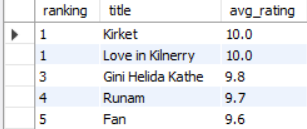 ranking title avg_rating
1 Kirket 10.0
1 Love in Kilnerry 10.0
3 Gini Helida Kathe 9.8
4 Runam 9.7
5 Fan 9.6